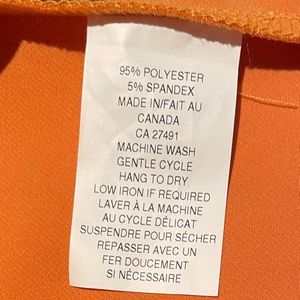 95% POLYESTER
5% SPANDEX
MADE IN/FAIT AU
CANADA
CA 27491
MACHINE WASH
GENTLE CYCLE
HANG TO DRY
LOW IRON IF REQUIRED
LAVER À LA MACHINE
AU CYCLE DÉLICAT
SUSPENDRE POUR SÉCHER
REPASSER AVEC UN
FER DOUCEMENT
SI NÉCESSAIRE